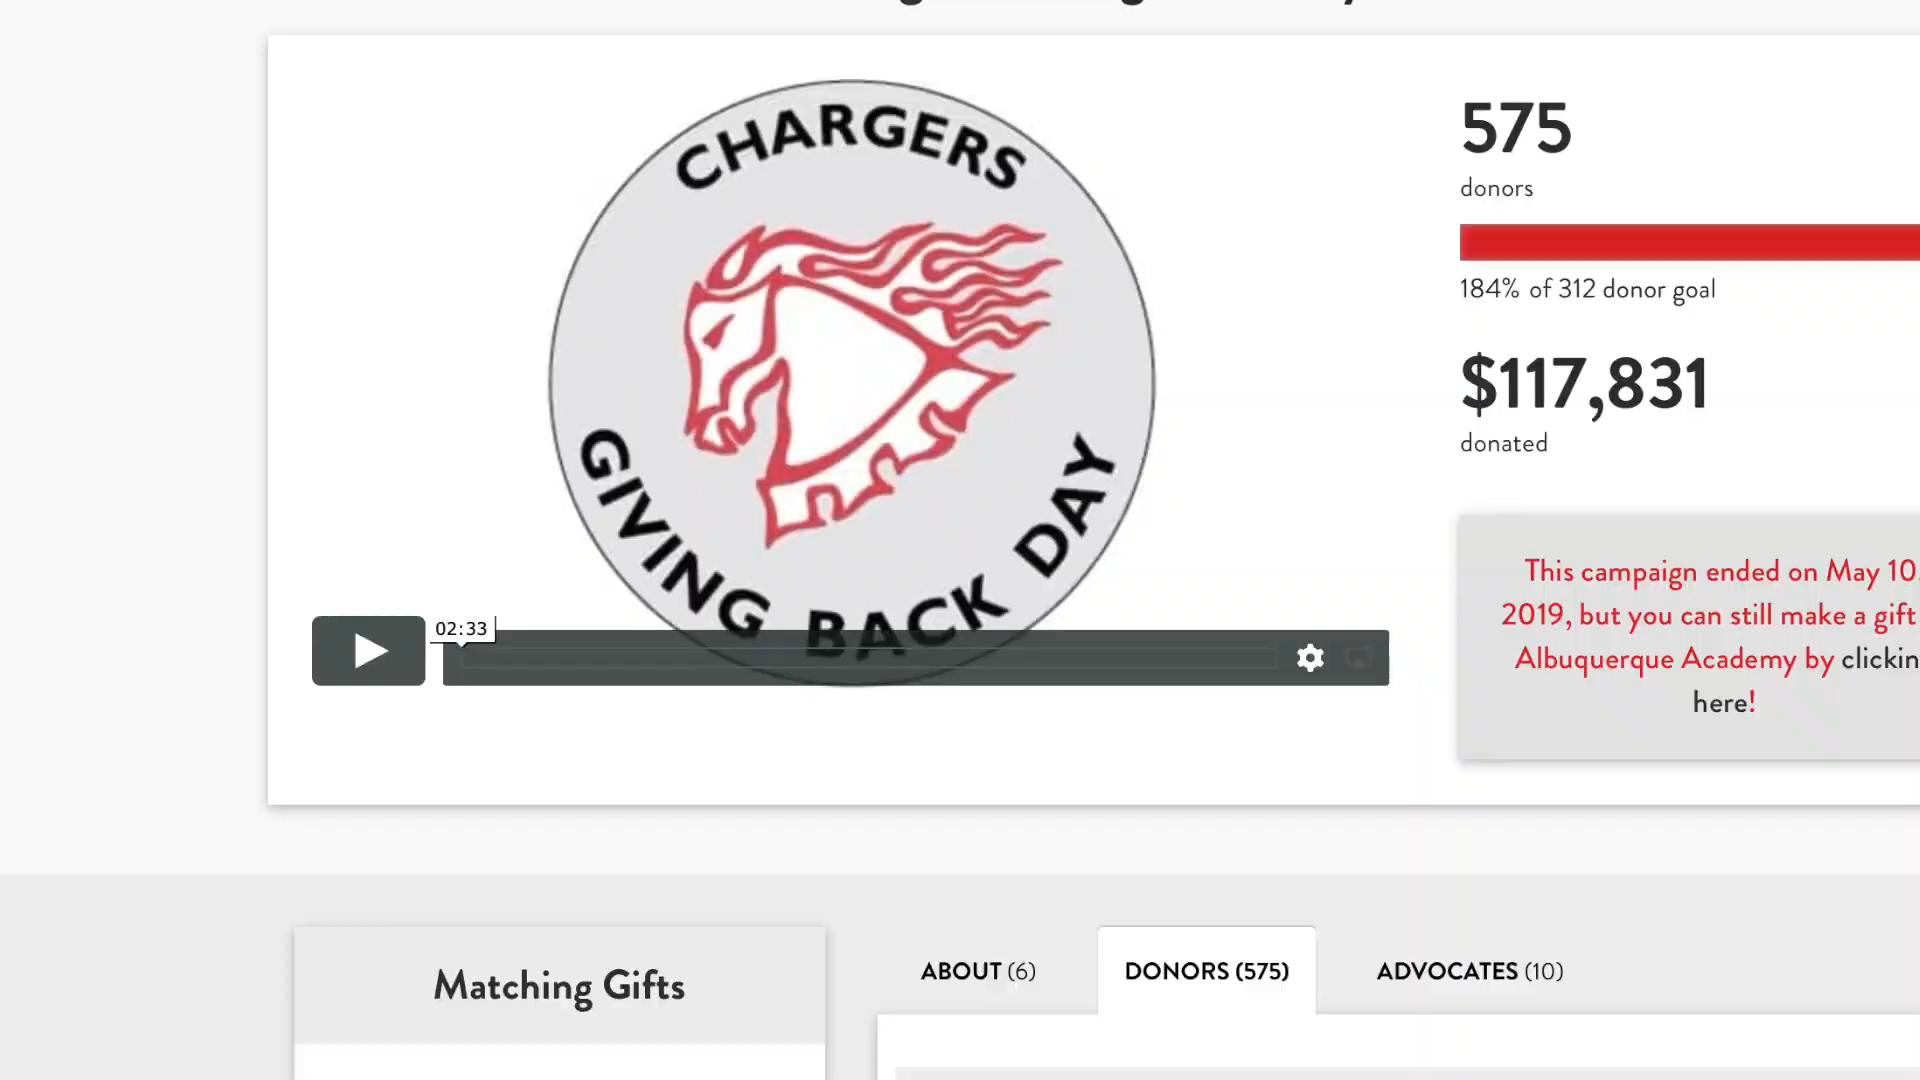 CHARGERS
GIVING BACK DAY
02:33
575
donors
184% of 312 donor goal
$117,831
donated
This campaign ended on May 10,
2019, but you can still make a gift
Albuquerque Academy by clickin
here!
Matching Gifts
ABOUT (6)
DONORS (575)
ADVOCATES (10)